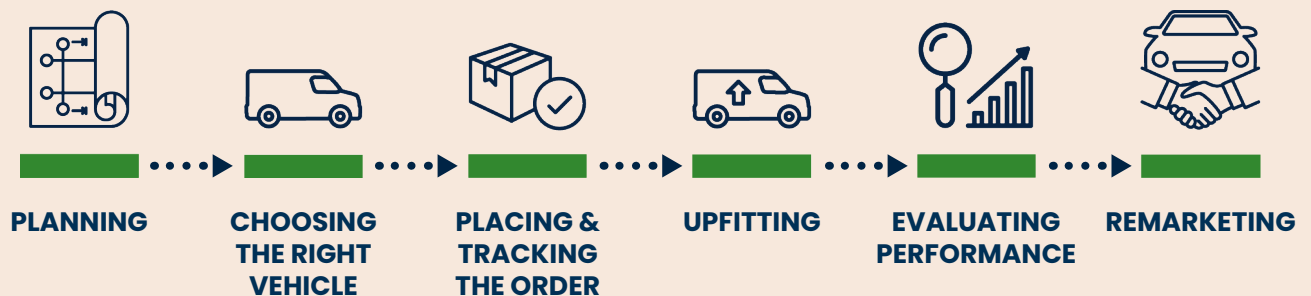 PLANNING
CHOOSING
THE RIGHT
VEHICLE
PLACING &
TRACKING
THE ORDER
UPFITTING
EVALUATING
PERFORMANCE
REMARKETING